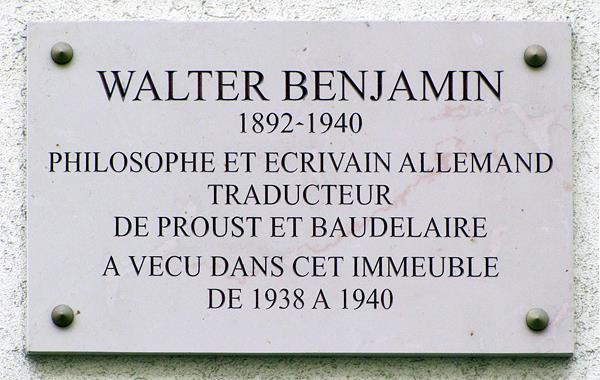 WALTER BENJAMIN
1892-1940
PHILOSOPHE ET ECRIVAIN ALLEMAND
TRADUCTEUR
DE PROUST ET BAUDELAIRE
A VECU DANS CET IMMEUBLE
DE 1938 A 1940